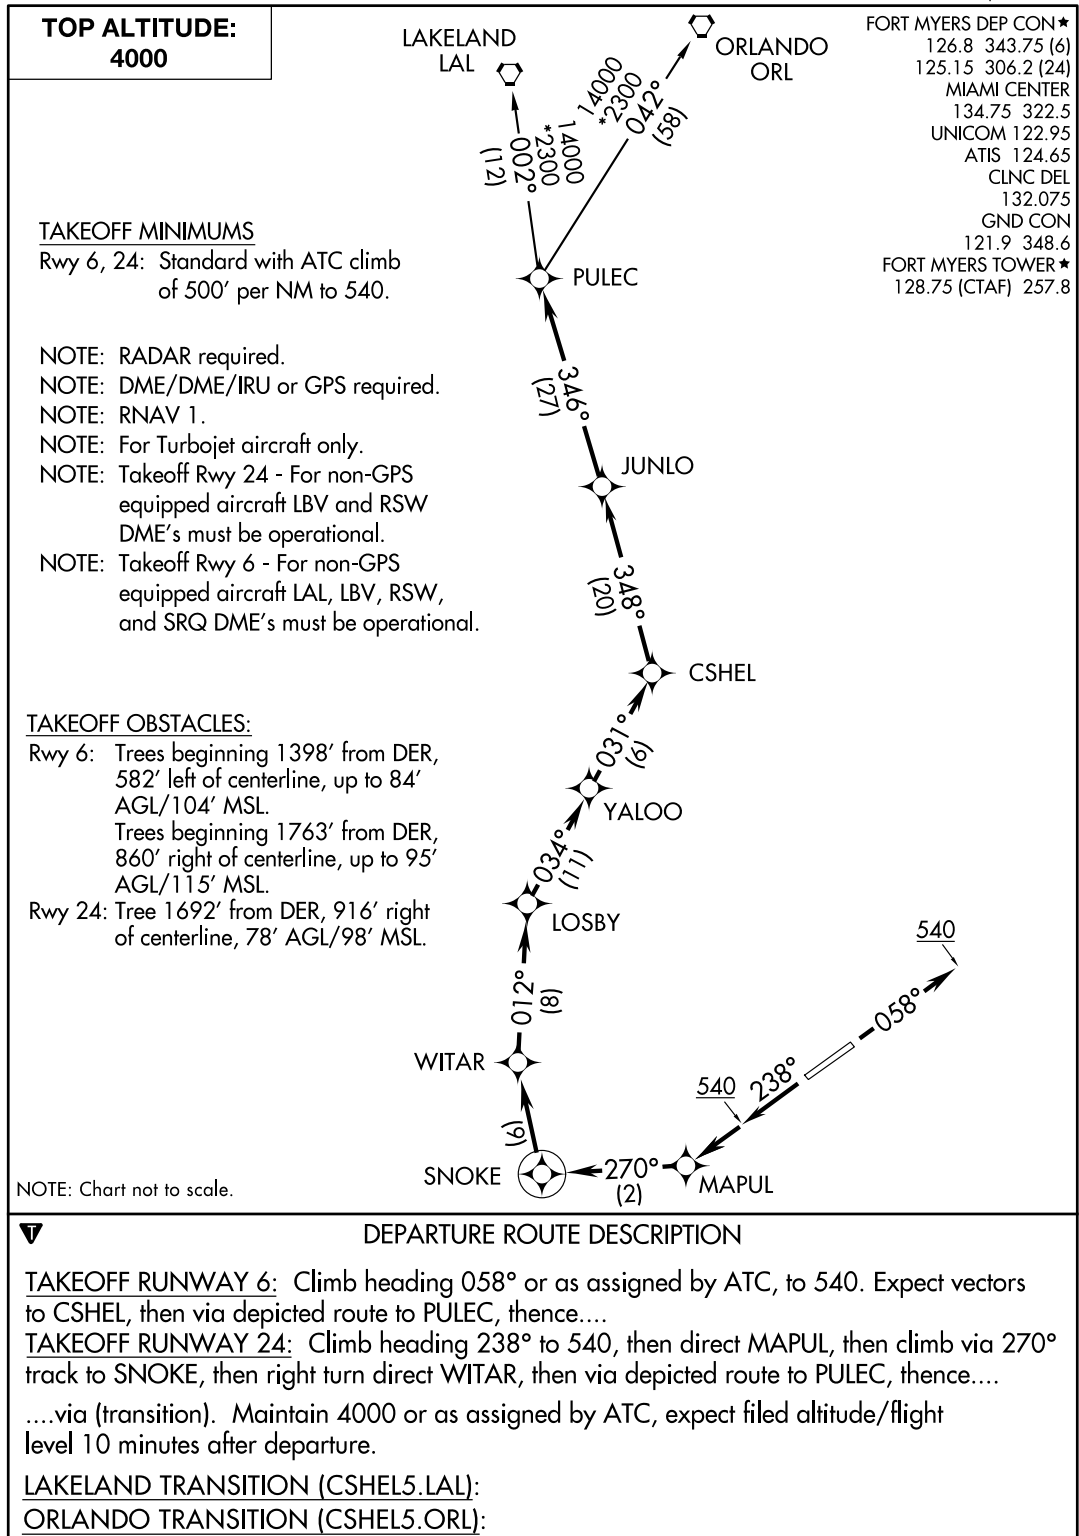 TOP ALTITUDE:
4000
LAKELAND
LAL
ORLANDO
ORL
FORT MYERS DEP CON★
126.8 343.75 (6)
125.15 306.2 (24)
MIAMI CENTER
134.75 322.5
UNICOM 122.95
ATIS 124.65
CLNC DEL
132.075
GND CON
121.9 348.6
FORT MYERS TOWER★
128.75 (CTAF) 257.8
14000
*2300
002°
(12)
14000
*2300
042°
(58)
TAKEOFF MINIMUMS
Rwy 6, 24: Standard with ATC climb
of 500' per NM to 540.
NOTE: RADAR required.
NOTE: DME/DME/IRU or GPS required.
NOTE: RNAV 1.
NOTE: For Turbojet aircraft only.
NOTE: Takeoff Rwy 24 - For non-GPS
equipped aircraft LBV and RSW
DME's must be operational.
NOTE: Takeoff Rwy 6 - For non-GPS
equipped aircraft LAL, LBV, RSW,
and SRQ DME's must be operational.
TAKEOFF OBSTACLES:
Rwy 6: Trees beginning 1398' from DER,
582' left of centerline, up to 84'
AGL/104' MSL.
Trees beginning 1763' from DER,
860' right of centerline, up to 95'
AGL/115' MSL.
Rwy 24: Tree 1692' from DER, 916' right
of centerline, 78' AGL/98' MSL.
PULEC
346°
(27)
JUNLO
348°
(20)
CSHEL
031°
(6)
YALOO
034°
(11)
LOSBY
012°
(8)
WITAR
(6)
SNOKE
270°
(2)
MAPUL
540
238°
058°
540
NOTE: Chart not to scale.
T
DEPARTURE ROUTE DESCRIPTION
TAKEOFF RUNWAY 6: Climb heading 058° or as assigned by ATC, to 540. Expect vectors
to CSHEL, then via depicted route to PULEC, thence....
TAKEOFF RUNWAY 24: Climb heading 238° to 540, then direct MAPUL, then climb via 270°
track to SNOKE, then right turn direct WITAR, then via depicted route to PULEC, thence....
....via (transition). Maintain 4000 or as assigned by ATC, expect filed altitude/flight
level 10 minutes after departure.
LAKELAND TRANSITION (CSHEL5.LAL):
ORLANDO TRANSITION (CSHEL5.ORL):